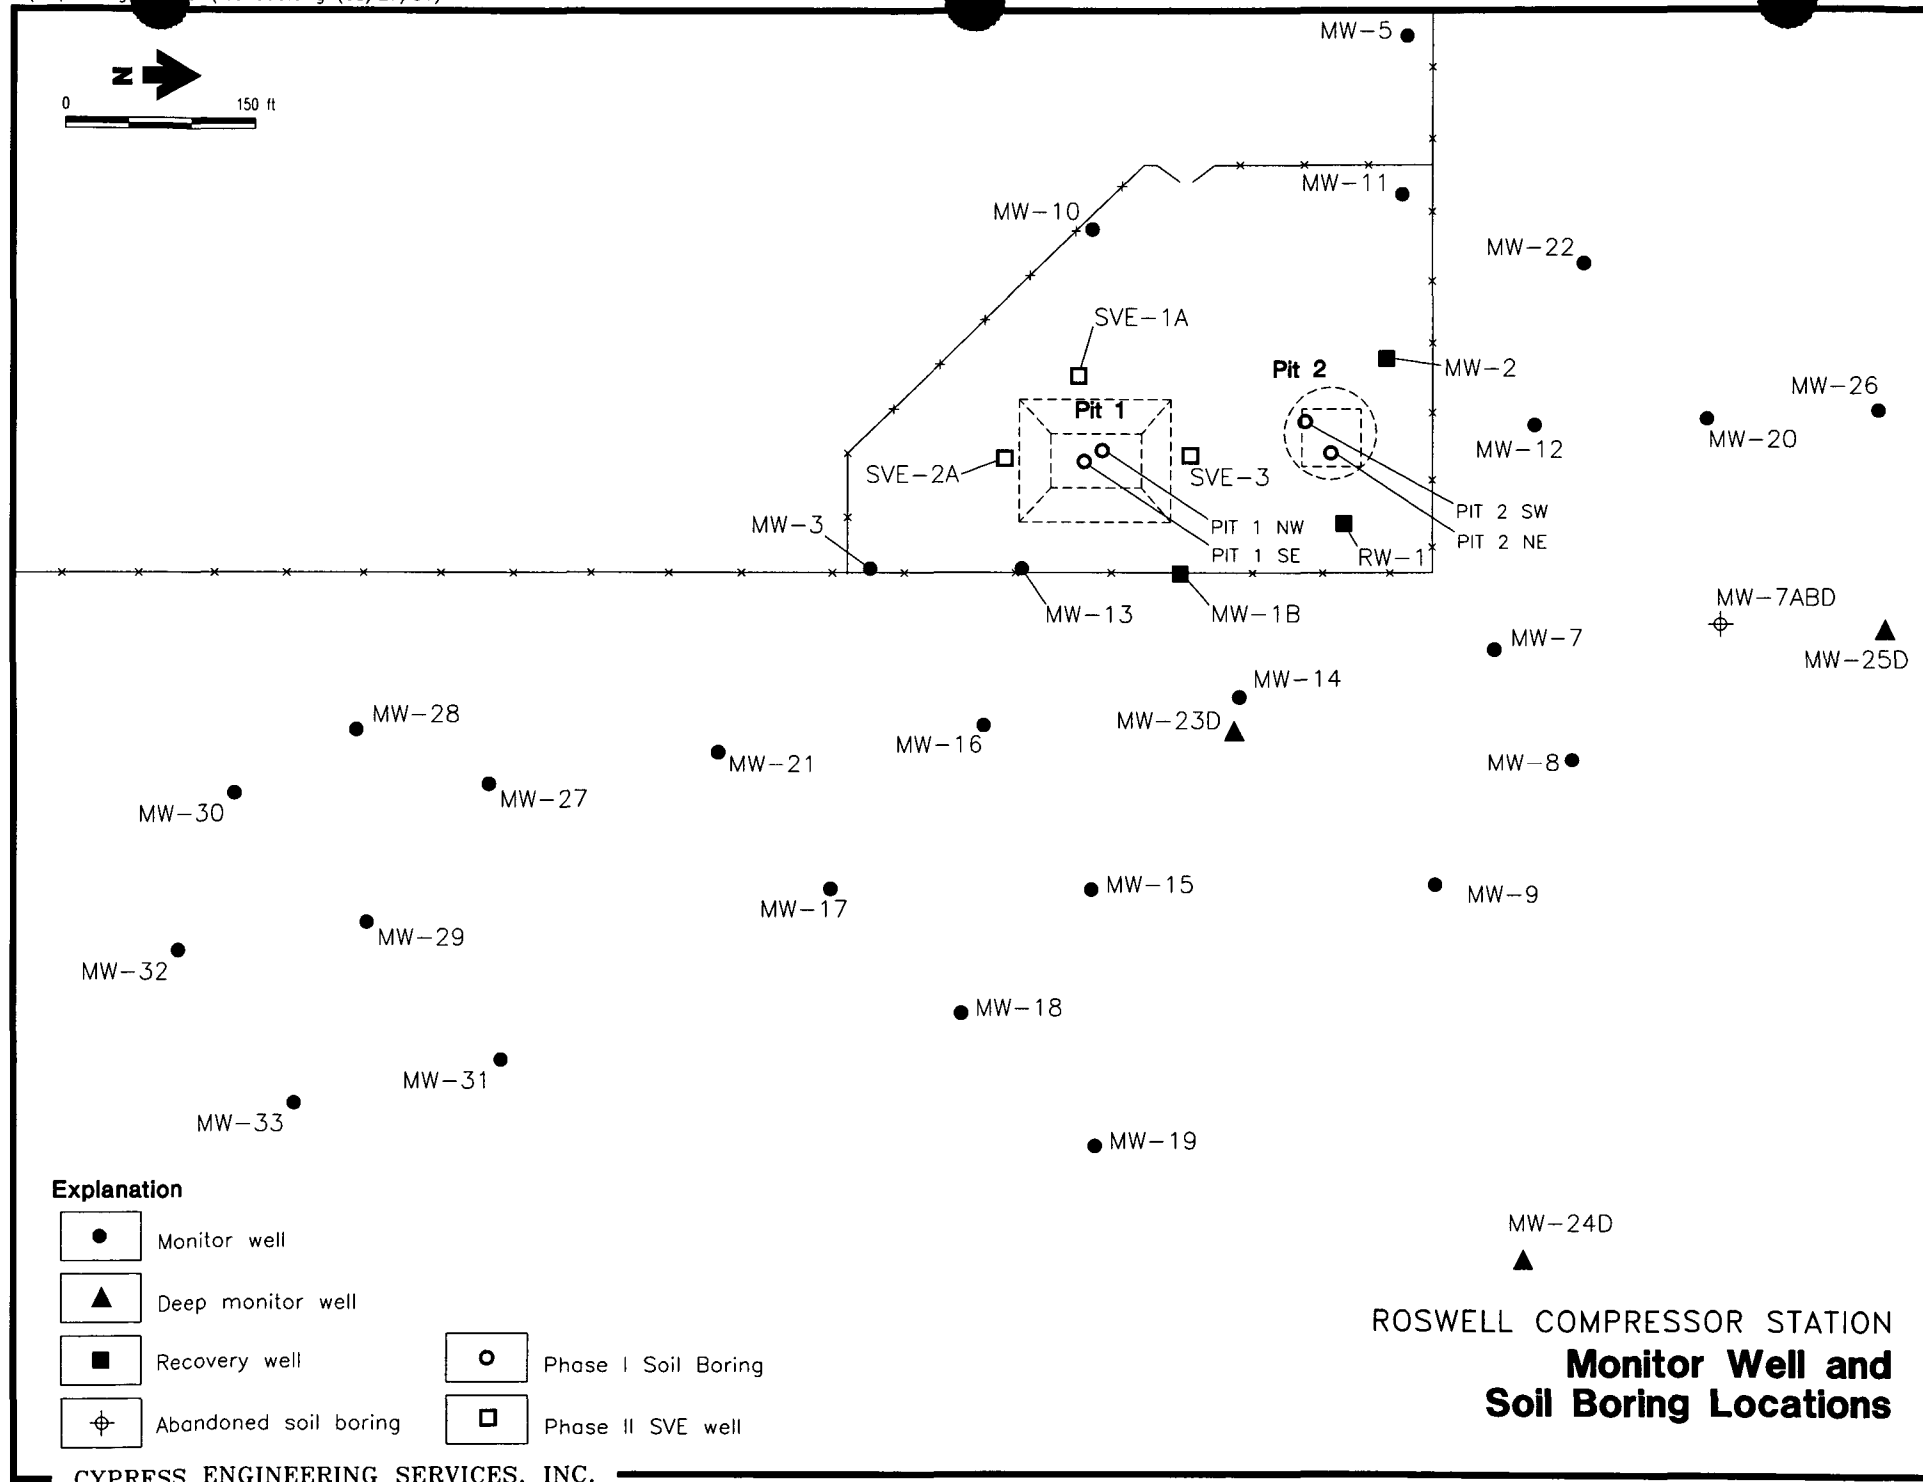 MW-5
N
0 150 ft
MW-11
MW-10
MW-22
SVE-1A
MW-2
Pit 2
MW-26
Pit 1
MW-20
MW-12
SVE-2A
SVE-3
PIT 2 SW
MW-3
PIT 1 NW
PIT 2 NE
PIT 1 SE
RW-1
MW-13
MW-1B
MW-7ABD
MW-7
MW-25D
MW-14
MW-28
MW-23D
MW-16
MW-21
MW-8
MW-27
MW-30
MW-15
MW-9
MW-17
MW-29
MW-32
MW-18
MW-31
MW-33
MW-19
Explanation
MW-24D
Monitor well
Deep monitor well
Recovery well
Phase I Soil Boring
Abandoned soil boring
Phase II SVE well
ROSWELL COMPRESSOR STATION
Monitor Well and
Soil Boring Locations
CYPRESS ENGINEERING SERVICES, INC.